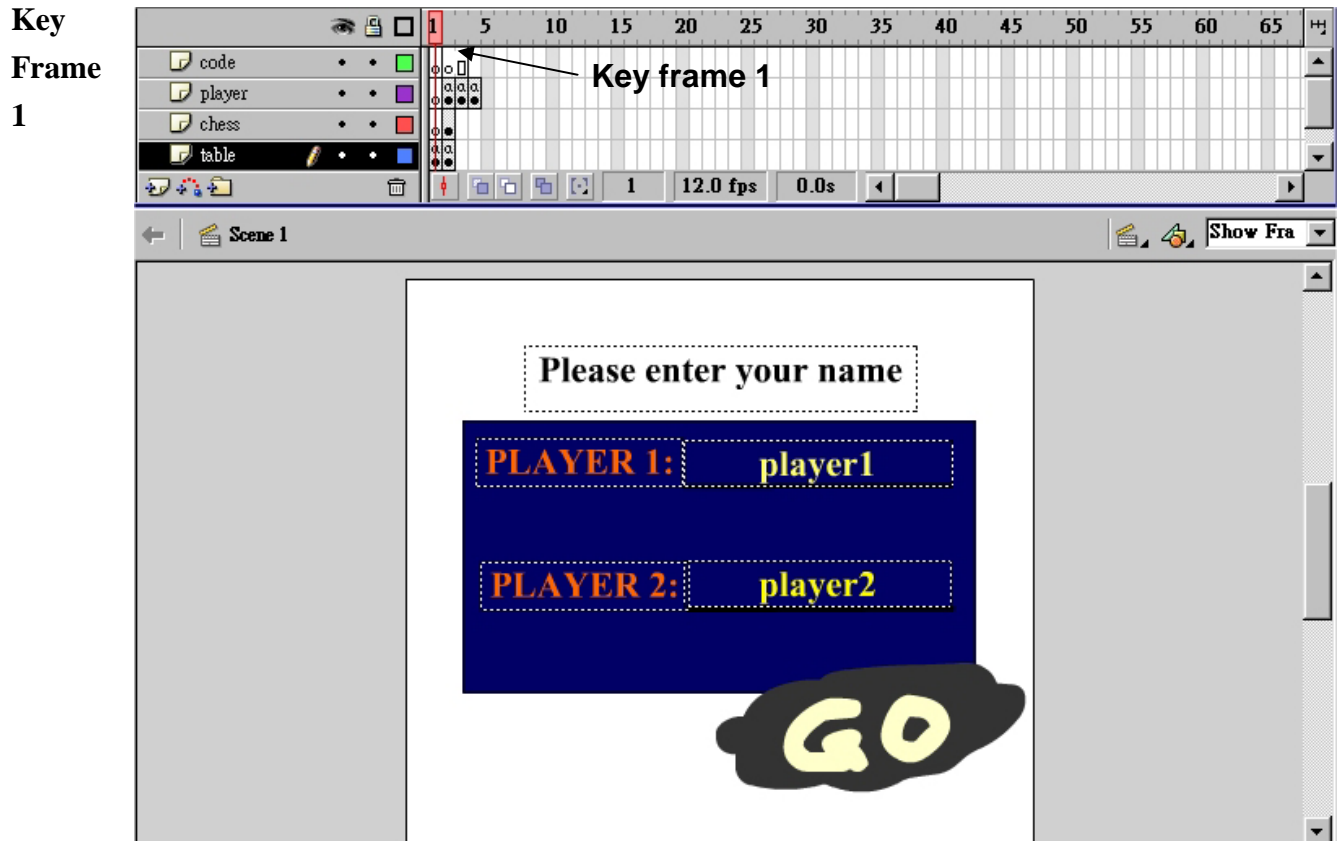 Key
Frame
1
1 5 10 15 20 25 30 35 40 45 50 55 60 65
code
Key frame 1
player
chess
table
1 12.0 fps 0.0s
Scene 1
Show Fra
Please enter your name
PLAYER 1: player1
PLAYER 2: player2
GO